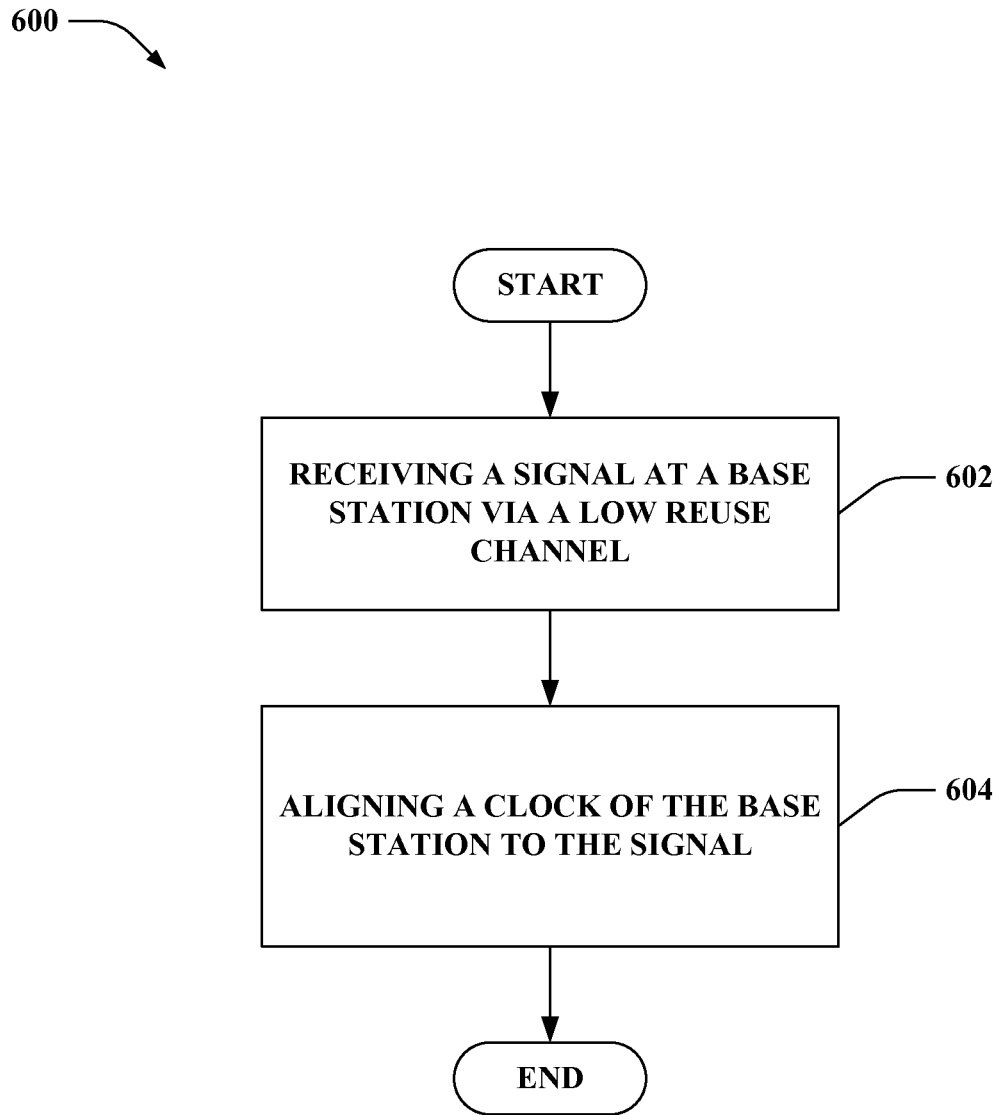 600
START
RECEIVING A SIGNAL AT A BASE
STATION VIA A LOW REUSE
CHANNEL
602
ALIGNING A CLOCK OF THE BASE
STATION TO THE SIGNAL
604
END